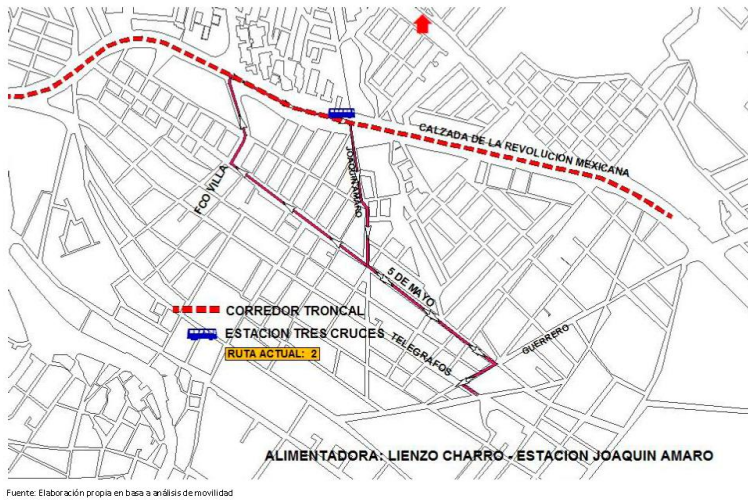 CALZADA DE LA REVOLUCION MEXICANA
JOAQUIN AMARO
FCO VILLA
5 DE MAYO
CORREDOR TRONCAL
ESTACION TRES CRUCES
TELEGRAFOS
GUERRERO
RUTA ACTUAL: 2
ALIMENTADORA: LIENZO CHARRO - ESTACION JOAQUIN AMARO
Fuente: Elaboración propia en basa a análisis de movilidad